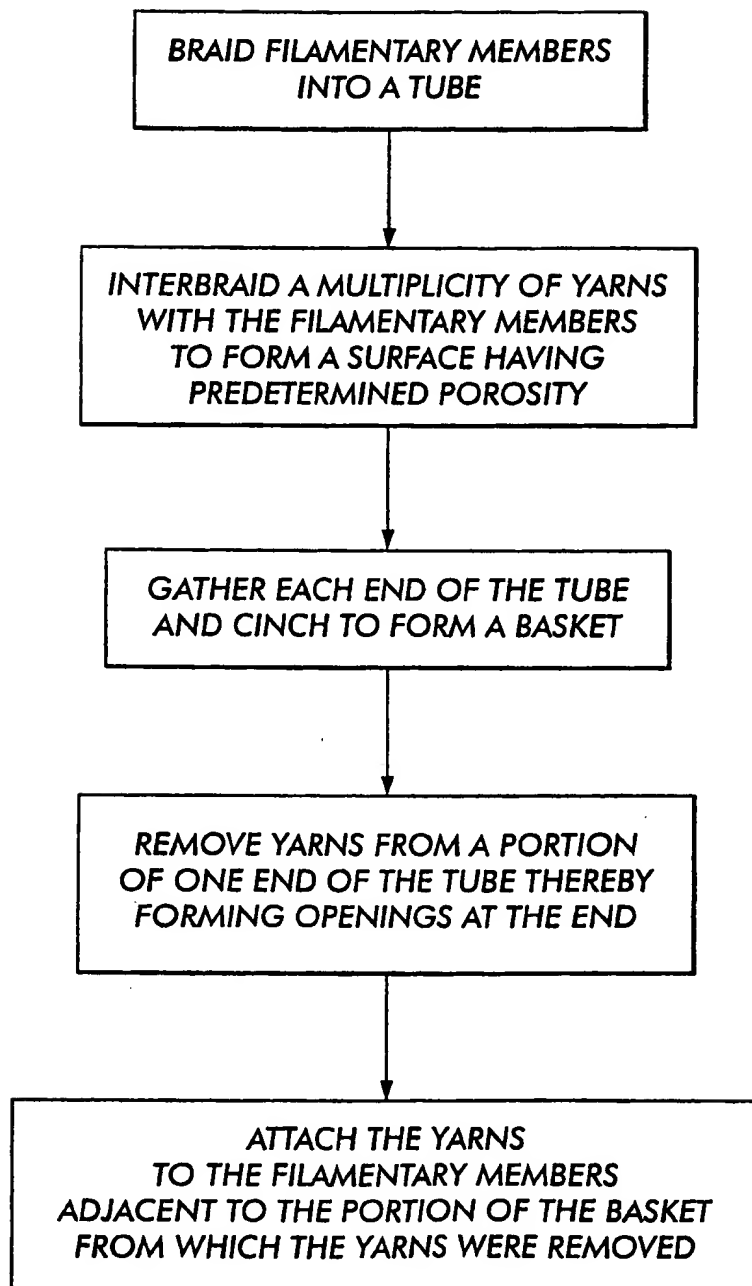 BRAID FILAMENTARY MEMBERS
INTO A TUBE
INTERBRAID A MULTIPLICITY OF YARNS
WITH THE FILAMENTARY MEMBERS
TO FORM A SURFACE HAVING
PREDETERMINED POROSITY
GATHER EACH END OF THE TUBE
AND CINCH TO FORM A BASKET
REMOVE YARNS FROM A PORTION
OF ONE END OF THE TUBE THEREBY
FORMING OPENINGS AT THE END
ATTACH THE YARNS
TO THE FILAMENTARY MEMBERS
ADJACENT TO THE PORTION OF THE BASKET
FROM WHICH THE YARNS WERE REMOVED